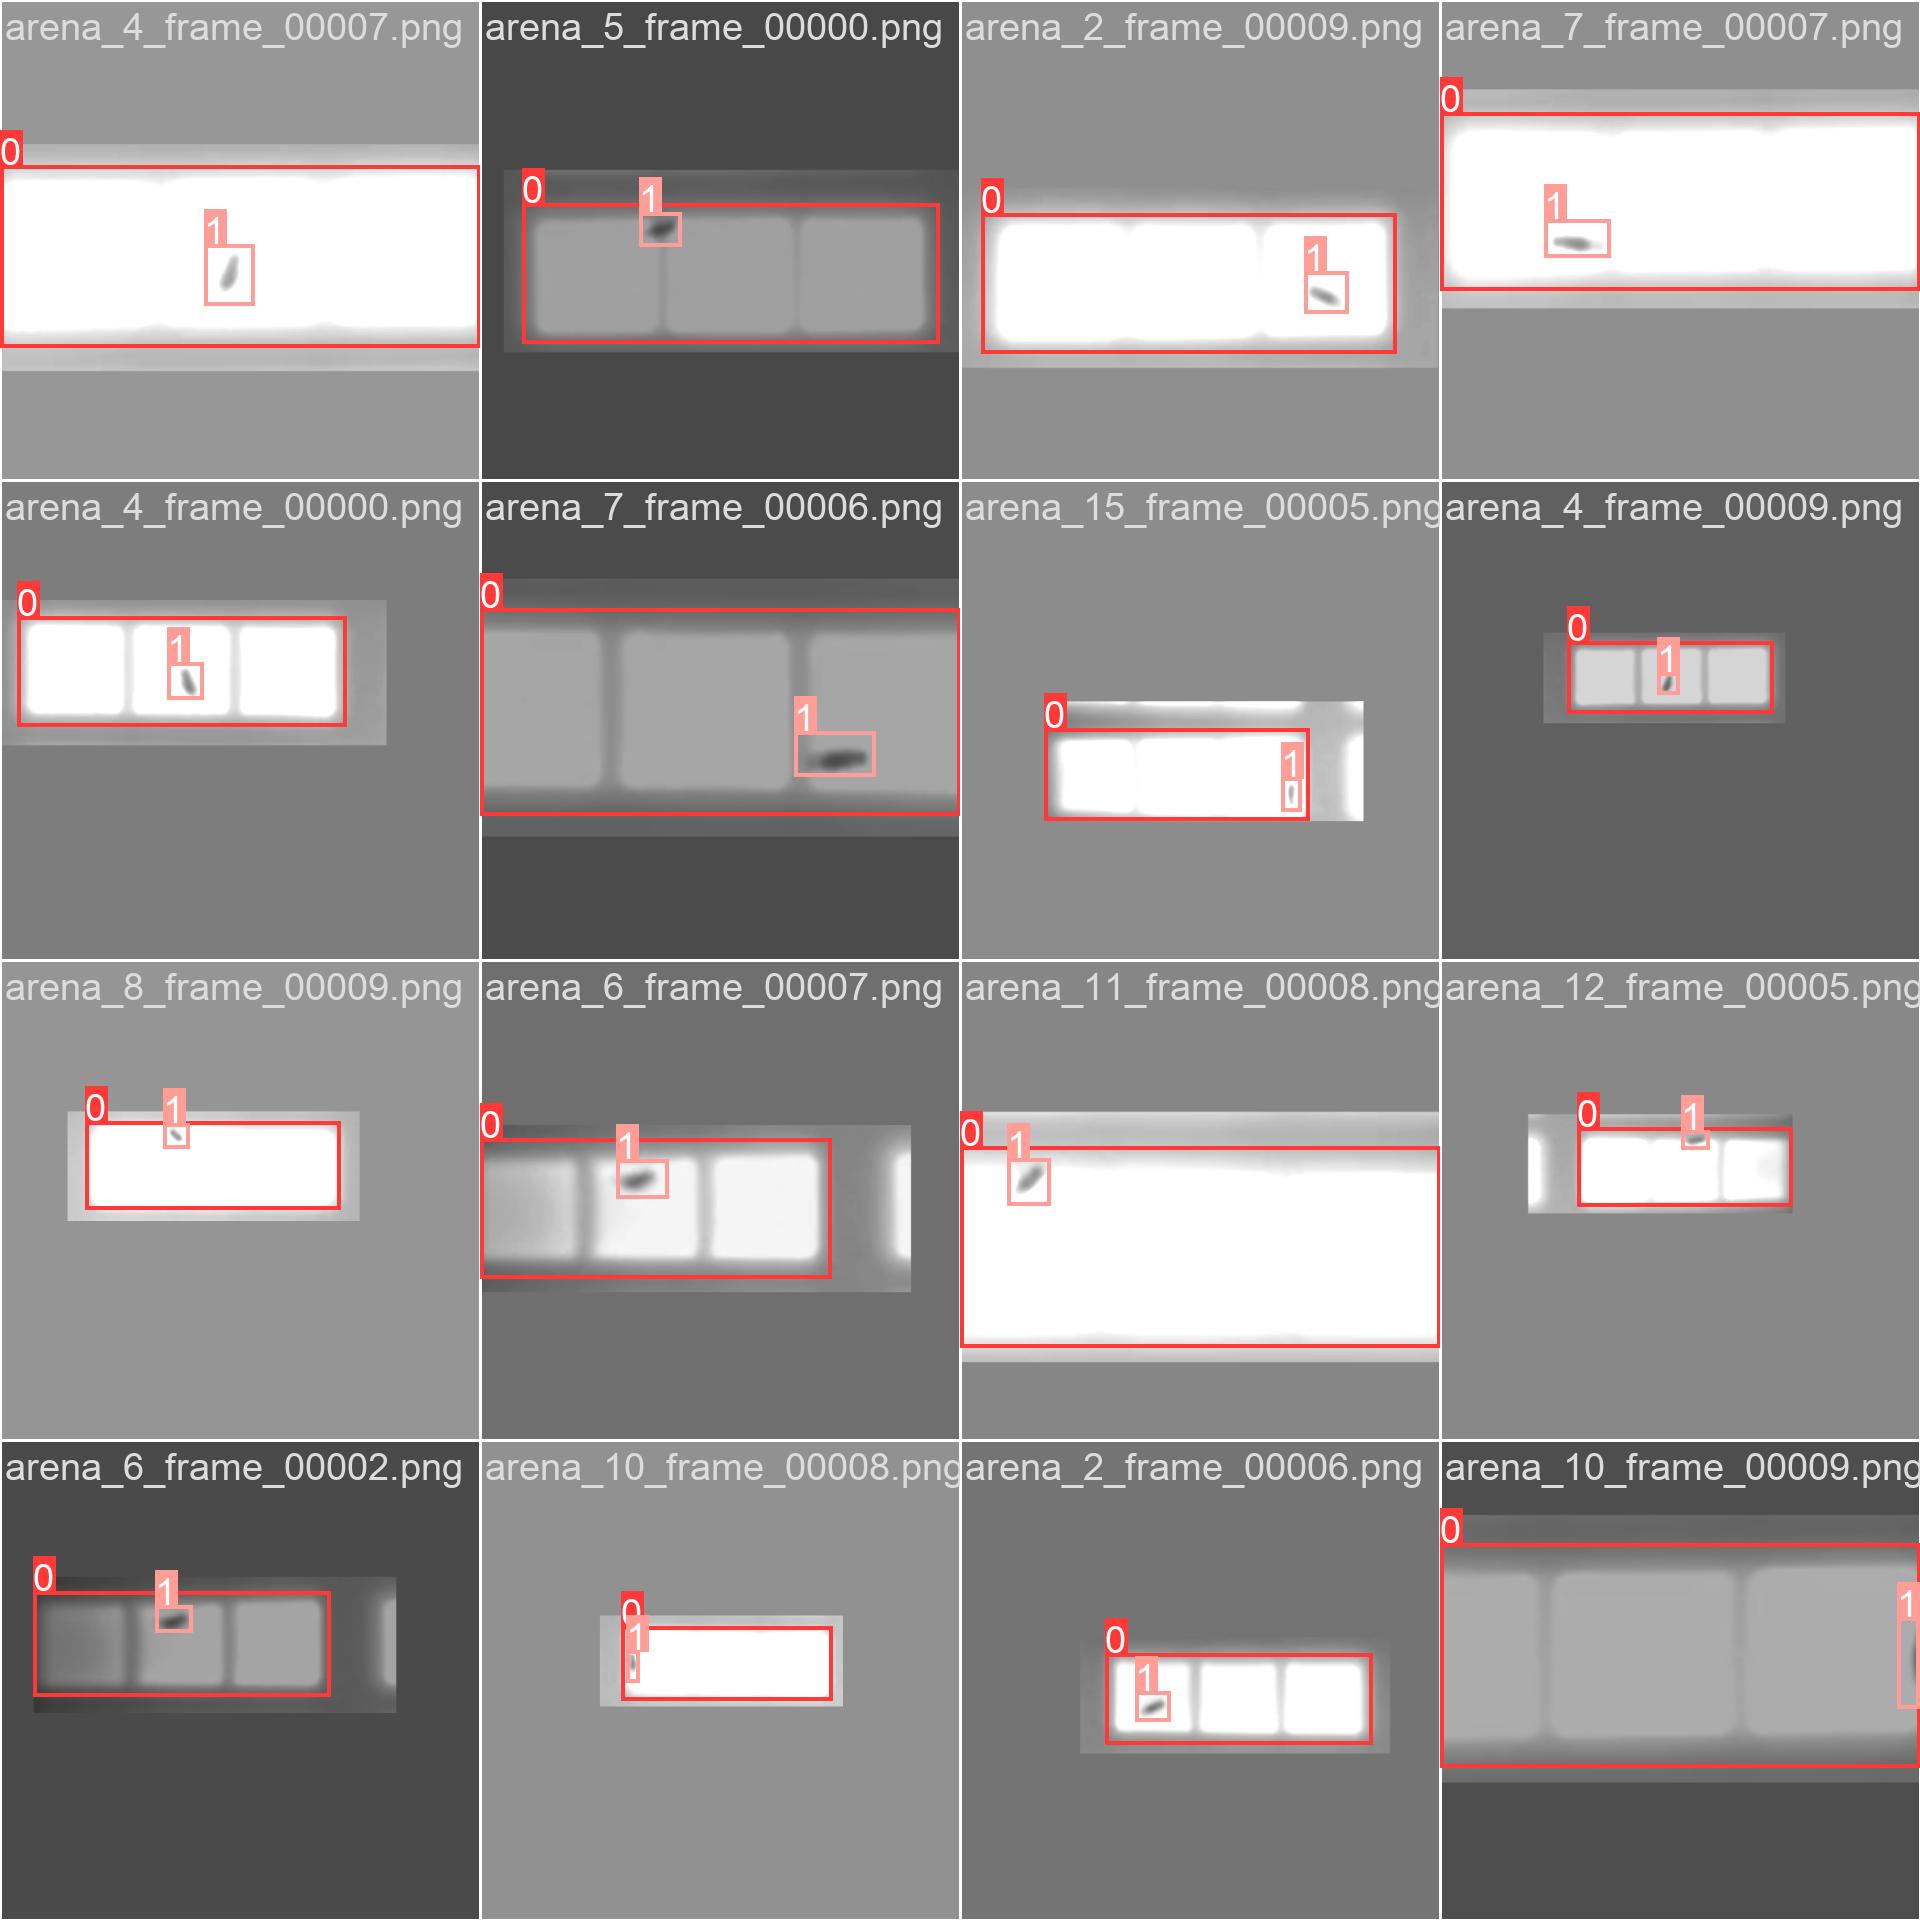 arena_4_frame_00007.png
0
1
arena_5_frame_00000.png
0
1
arena_2_frame_00009.png
0
1
arena_7_frame_00007.png
0
1
arena_4_frame_00000.png
0
1
arena_7_frame_00006.png
0
1
arena_15_frame_00005.png
0
1
arena_4_frame_00009.png
0
1
arena_8_frame_00009.png
0
1
arena_6_frame_00007.png
0
1
arena_11_frame_00008.png
0
1
arena_12_frame_00005.png
0
1
arena_6_frame_00002.png
0
1
arena_10_frame_00008.png
0
1
arena_2_frame_00006.png
0
1
arena_10_frame_00009.png
0
1